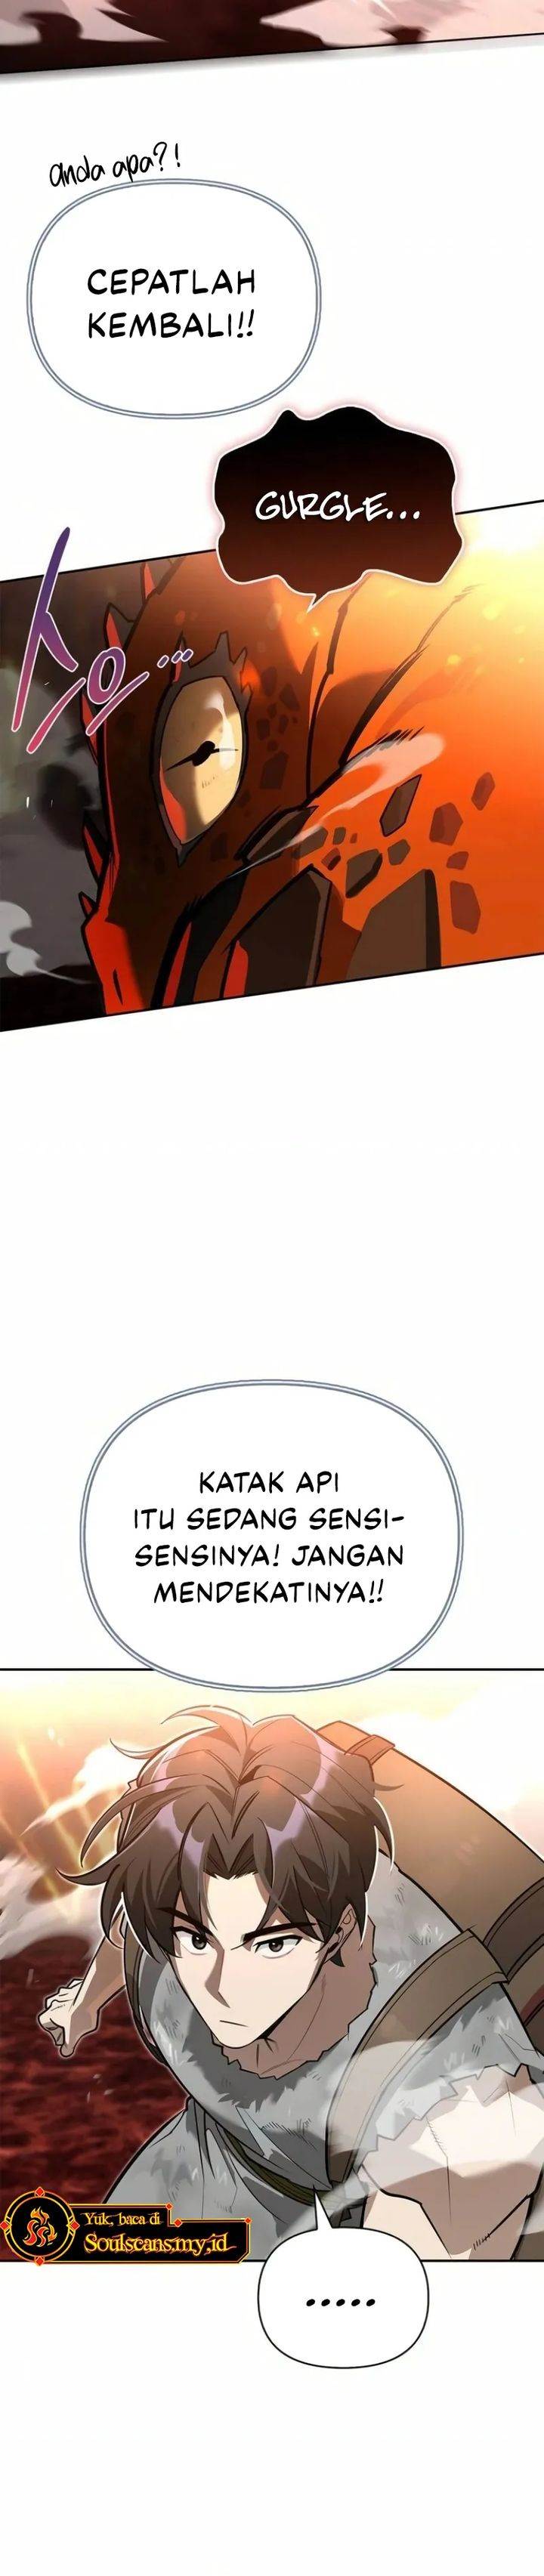 anda apa?!
CEPATLAH
KEMBALI!!
GURGLE...
스으...
KATAK API
ITU SEDANG SENSI-
SENSINYA! JANGAN
MENDEKATINYA!!
Yuk, baca di
Soulscans.my.id
.....